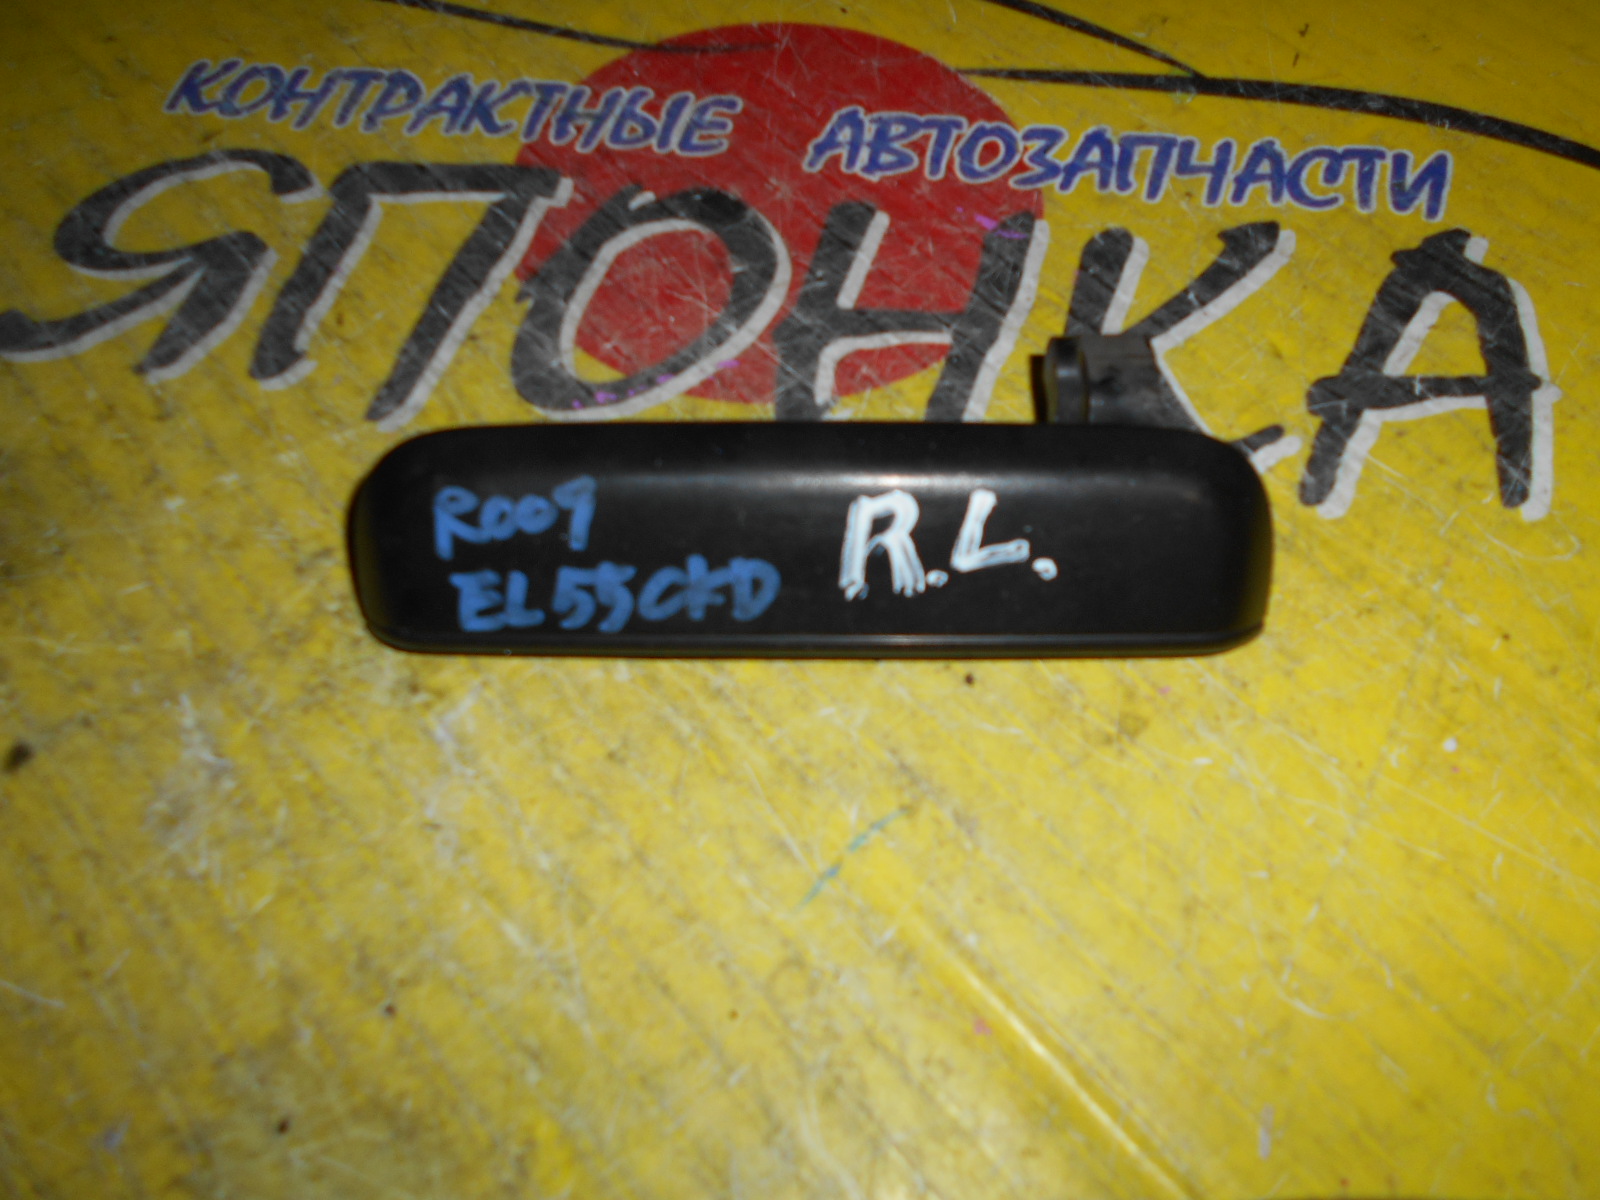 КОНТРАКТНЫЕ АВТОЗАПЧАСТИ
ЯПОНКА
R009
EL55CKD
R.L.